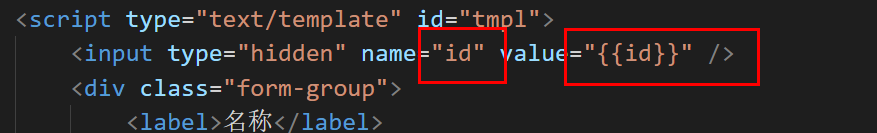 <script type="text/template" id="tmpl">
<input type="hidden" name="id" value="{{id}}" />
<div class="form-group">
<label>名称</label>